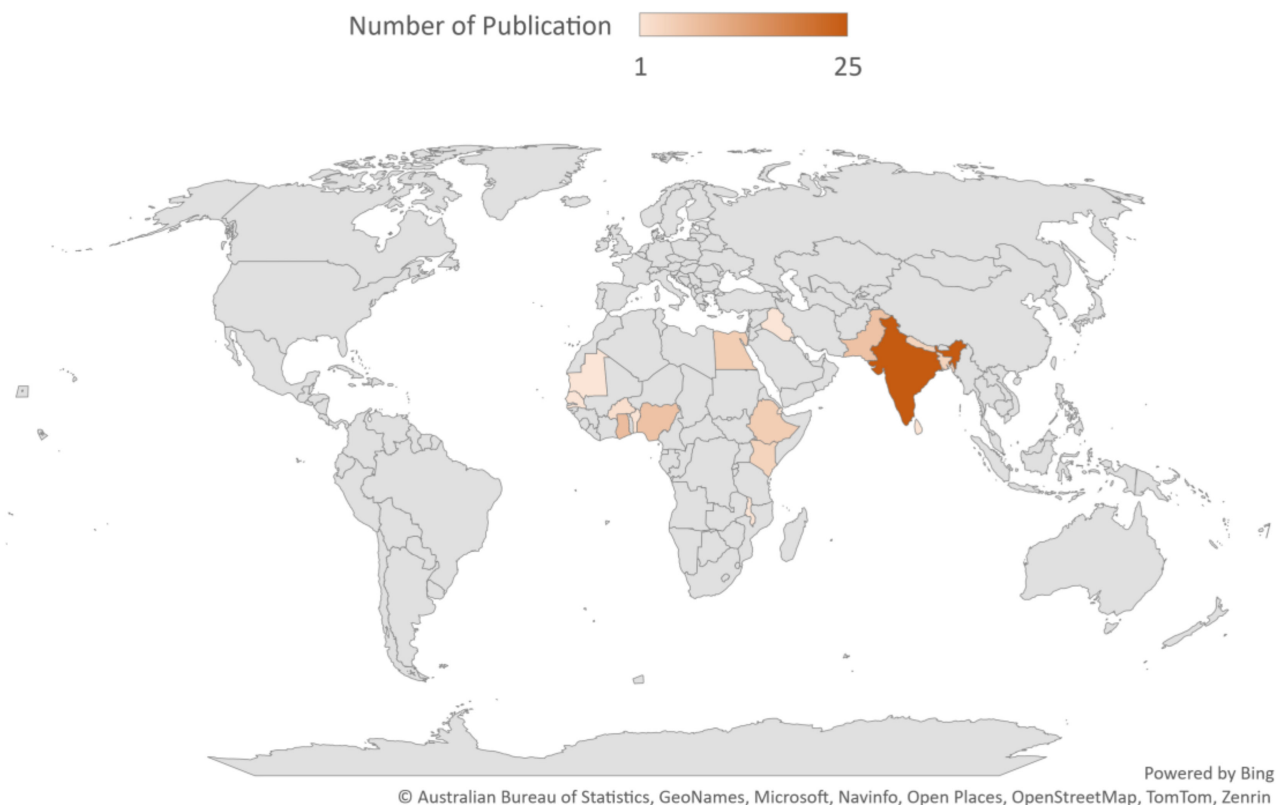 Number of Publication
1 25
Powered by Bing
© Australian Bureau of Statistics, GeoNames, Microsoft, Navinfo, Open Places, OpenStreetMap, TomTom, Zenrin